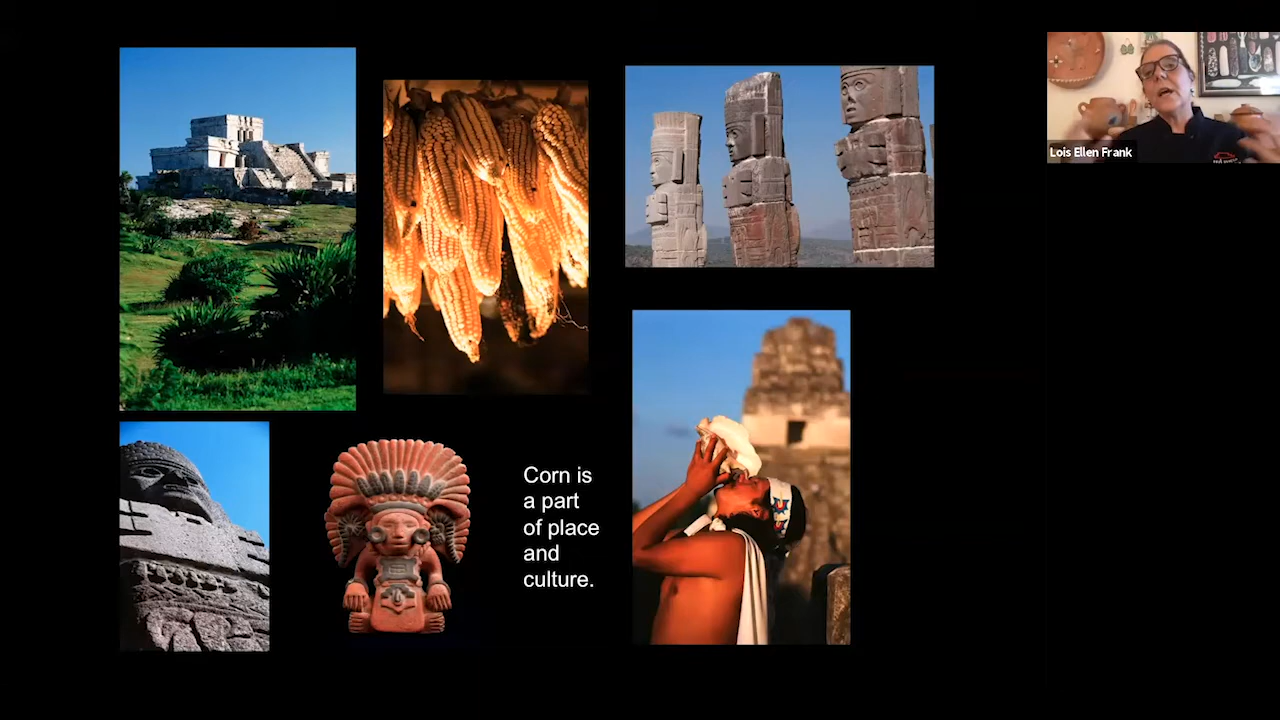 Corn is
a part
of place
and
culture.
Lois Ellen Frank